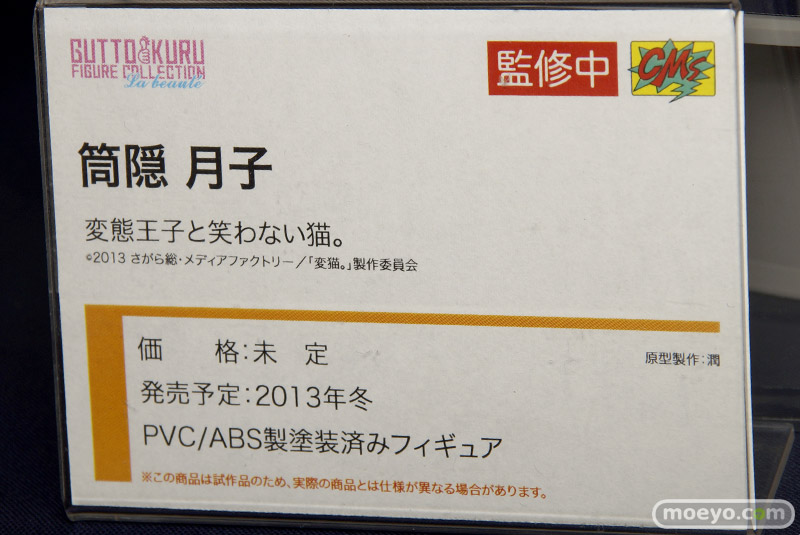 GUTTO KURU
FIGURE COLLECTION
La beauté
監修中
CMs
筒隠 月子
変態王子と笑わない猫。
©2013 さがら総・メディアファクトリー／「変猫。」製作委員会
価　　格：未　定
原型製作：潤
発売予定：2013年冬
PVC/ABS製塗装済みフィギュア
※この商品は試作品のため、実際の商品とは仕様が異なる場合があります。
moeyo.com